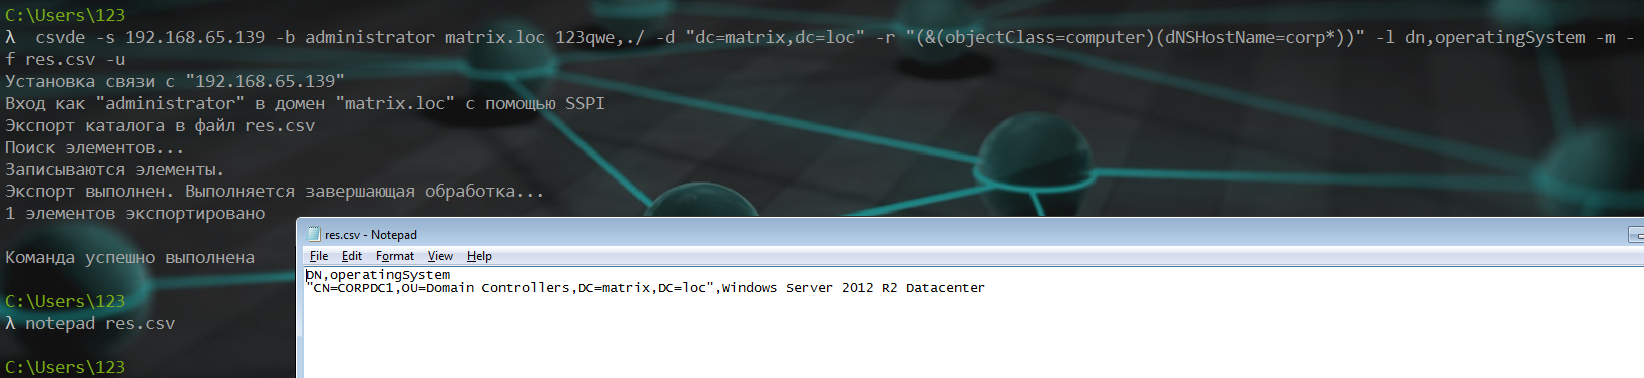 C:\Users\123
λ  csvde -s 192.168.65.139 -b administrator matrix.loc 123qwe,./ -d "dc=matrix,dc=loc" -r "(&(objectClass=computer)(dNSHostName=corp*))" -l dn,operatingSystem -m -
f res.csv -u
Установка связи с "192.168.65.139"
Вход как "administrator" в домен "matrix.loc" с помощью SSPI
Экспорт каталога в файл res.csv
Поиск элементов...
Записываются элементы.
Экспорт выполнен. Выполняется завершающая обработка...
1 элементов экспортировано
Команда успешно выполнена
C:\Users\123
λ notepad res.csv
C:\Users\123
res.csv - Notepad
File Edit Format View Help
DN,operatingSystem
"CN=CORPDC1,OU=Domain Controllers,DC=matrix,DC=loc",Windows Server 2012 R2 Datacenter